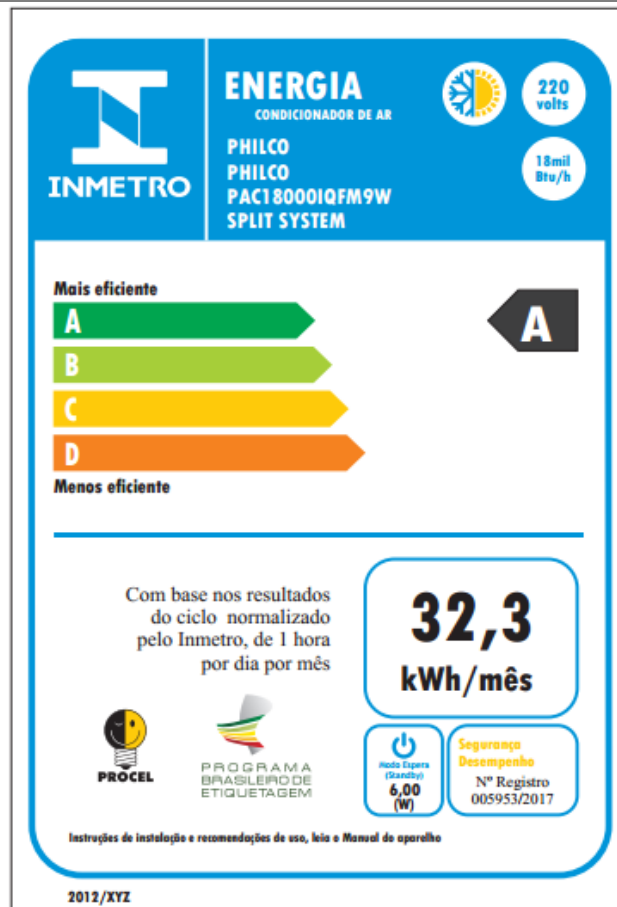 INMETRO
ENERGIA
CONDICIONADOR DE AR
PHILCO
PHILCO
PAC18000IQFM9W
SPLIT SYSTEM
220
volts
18mil
Btu/h
Mais eficiente
A
A
B
C
D
Menos eficiente
Com base nos resultados
do ciclo normalizado
pelo Inmetro, de 1 hora
por dia por mês
32,3
kWh/mês
PROCEL
PROGRAMA
BRASILEIRO DE
ETIQUETAGEM
Modo Espera
(Standby)
6,00
(W)
Segurança
Desempenho
Nº Registro
005953/2017
Instruções de instalação e recomendações de uso, leia o Manual do aparelho
2012/XYZ